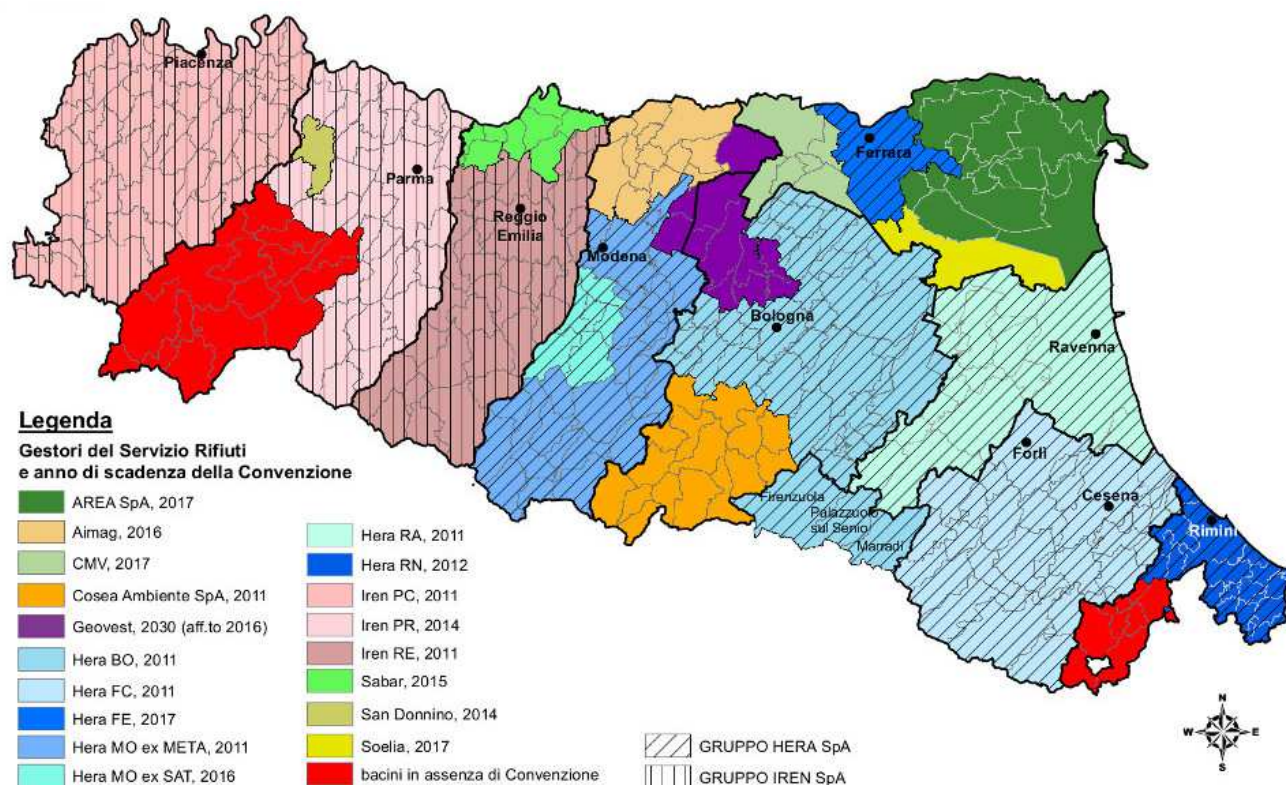 Piacenza
Parma
Reggio
Emilia
Modena
Ferrara
Bologna
Ravenna
Forlì
Cesena
Rimini
Firenzuola
Palazzuolo
sul Senio
Marradi
Legenda
Gestori del Servizio Rifiuti
e anno di scadenza della Convenzione
AREA SpA, 2017
Aimag, 2016
CMV, 2017
Cosea Ambiente SpA, 2011
Geovest, 2030 (aff.to 2016)
Hera BO, 2011
Hera FC, 2011
Hera FE, 2017
Hera MO ex META, 2011
Hera MO ex SAT, 2016
Hera RA, 2011
Hera RN, 2012
Iren PC, 2011
Iren PR, 2014
Iren RE, 2011
Sabar, 2015
San Donnino, 2014
Soelia, 2017
bacini in assenza di Convenzione
GRUPPO HERA SpA
GRUPPO IREN SpA
N
W E
S